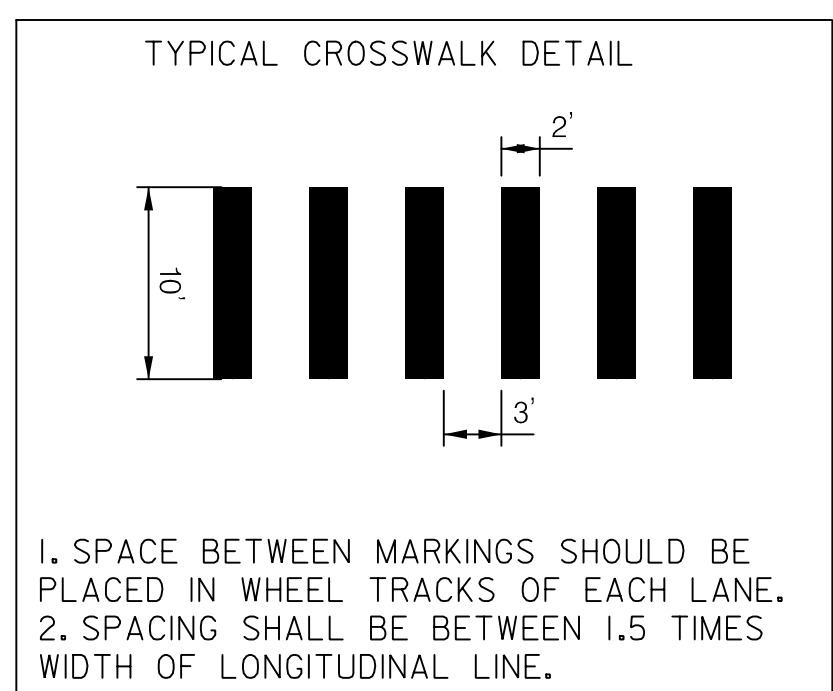 TYPICAL CROSSWALK DETAIL
2'
10'
3'
1. SPACE BETWEEN MARKINGS SHOULD BE
PLACED IN WHEEL TRACKS OF EACH LANE.
2. SPACING SHALL BE BETWEEN 1.5 TIMES
WIDTH OF LONGITUDINAL LINE.